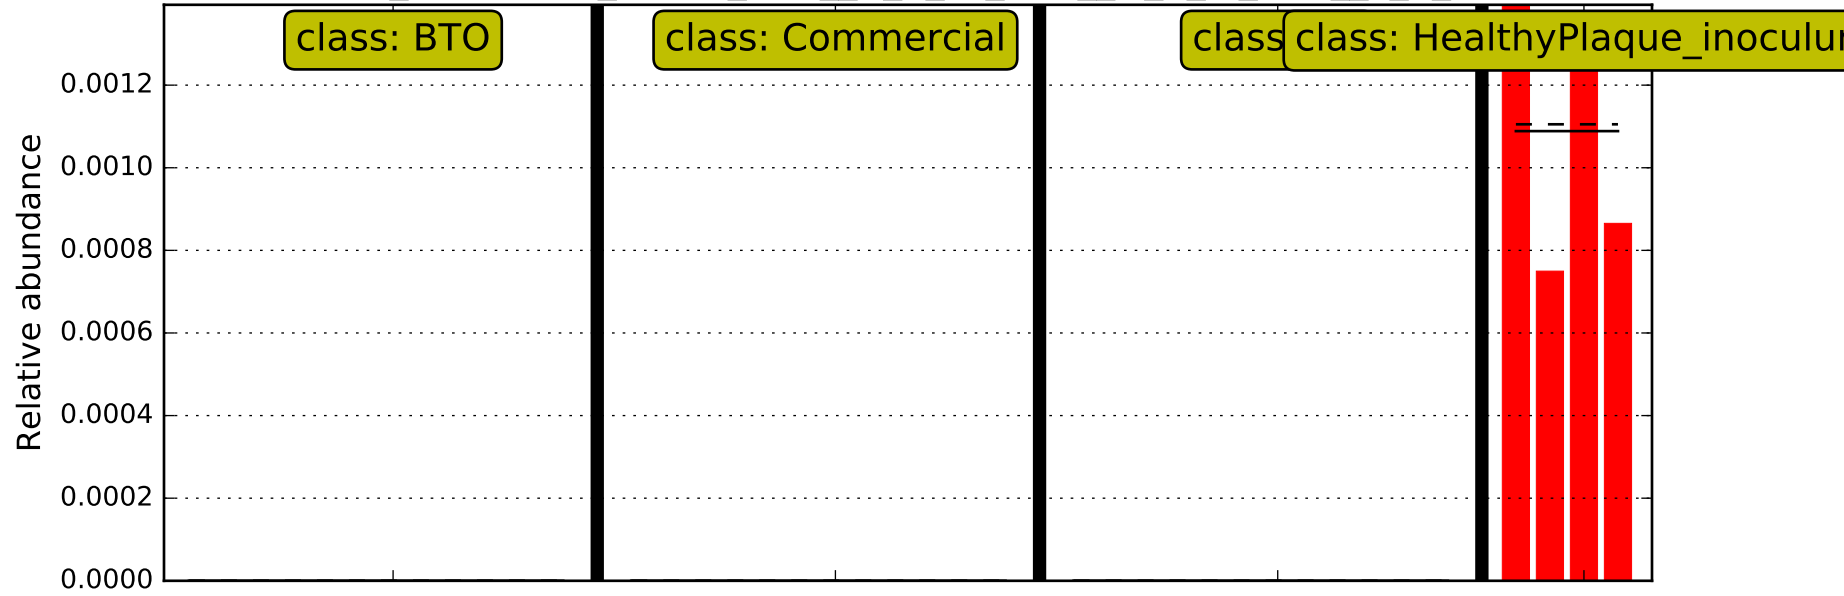 class: BTO
class: Commercial
class
class: HealthyPlaque_inoculu
0.0012
0.0010
0.0008
0.0006
0.0004
0.0002
0.0000
Relative abundance